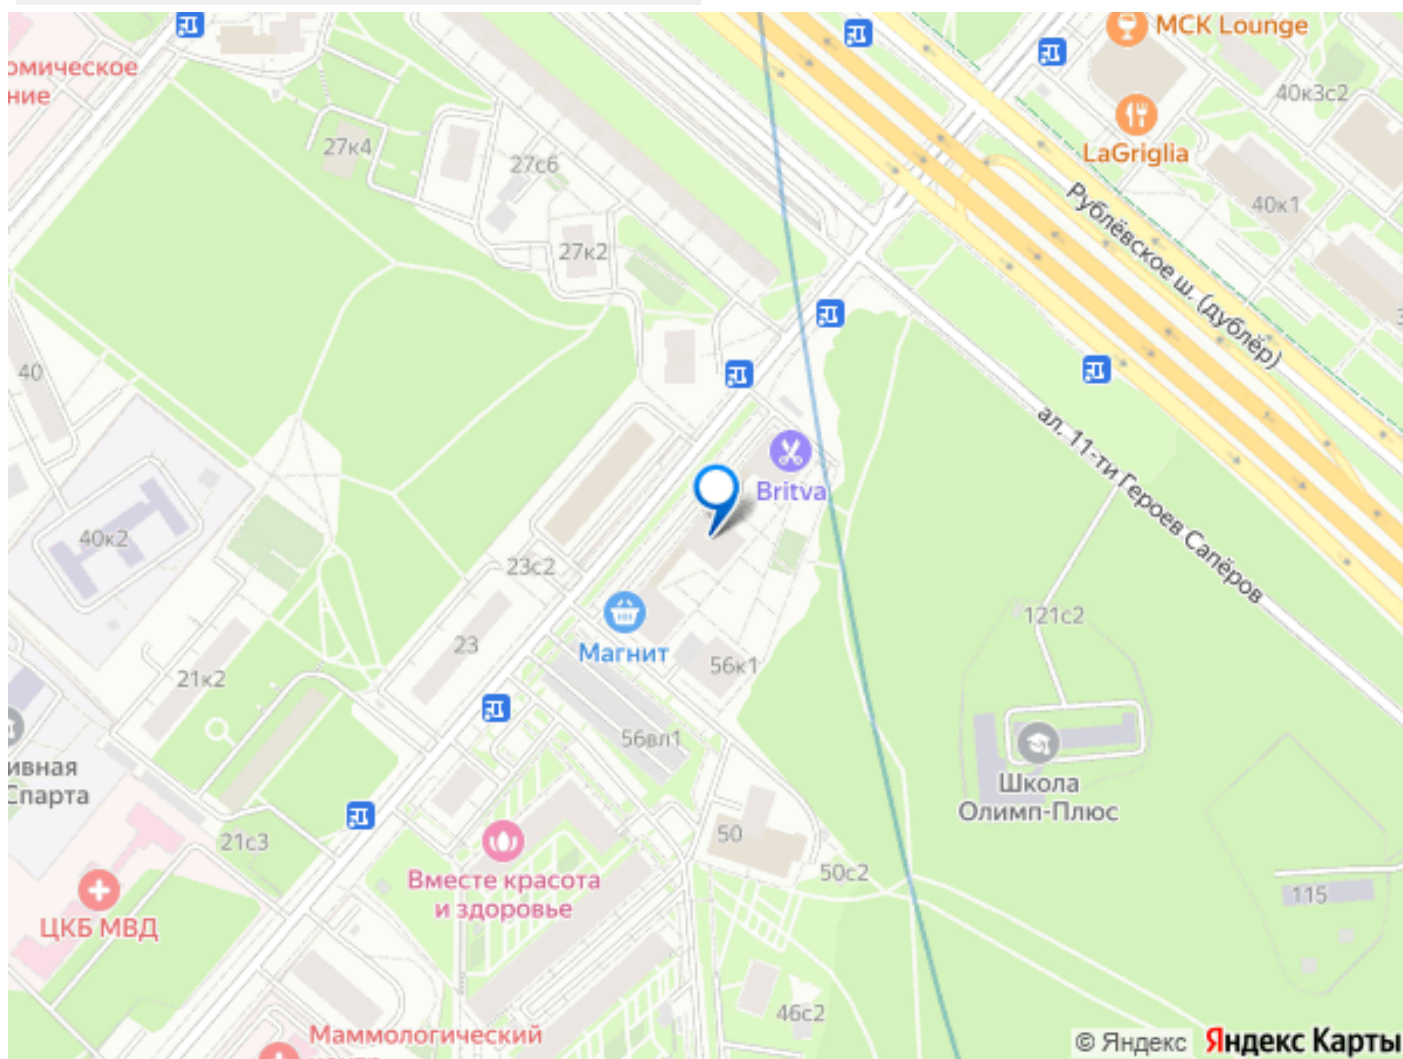 MCK Lounge
омическое
ние
40к3с2
27к4
LaGriglia
27с6
40к1
Рублёвское ш. (дублёр)
27к2
40
ал. 11-ти Героев Сапёров
Britva
40к2
23с2
121с2
23
Магнит
56к1
21к2
56вл1
ивная
Спарта
Школа
Олимп-Плюс
50
21с3
50с2
Вместе красота
и здоровье
115
ЦКБ МВД
46с2
Маммологический
© Яндекс Яндекс Карты